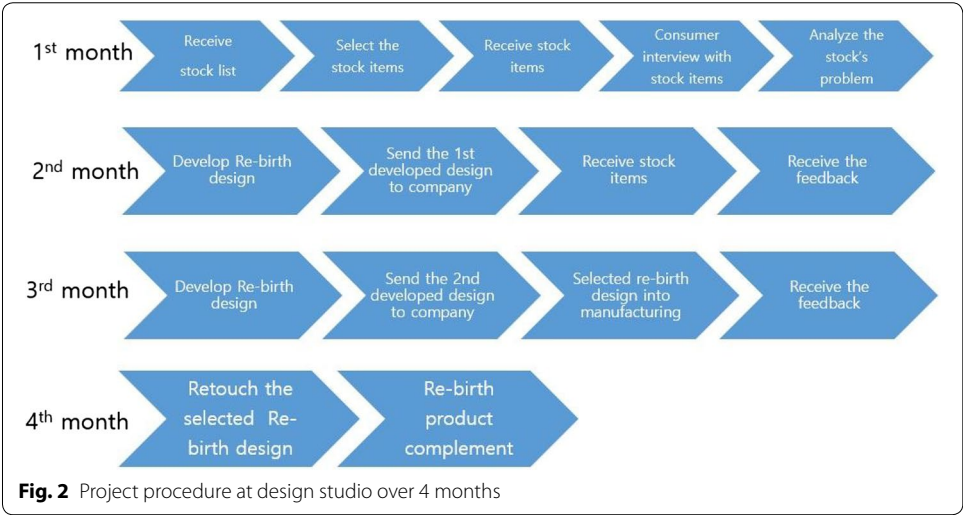 1st month
Receive
stock list
Select the
stock items
Receive stock
items
Consumer
interview with
stock items
Analyze the
stock's
problem
2nd month
Develop Re-birth
design
Send the 1st
developed design
to company
Receive stock
items
Receive the
feedback
3rd month
Develop Re-birth
design
Send the 2nd
developed design
to company
Selected re-birth
design into
manufacturing
Receive the
feedback
4th month
Retouch the
selected Re-
birth design
Re-birth
product
complement
Fig. 2 Project procedure at design studio over 4 months